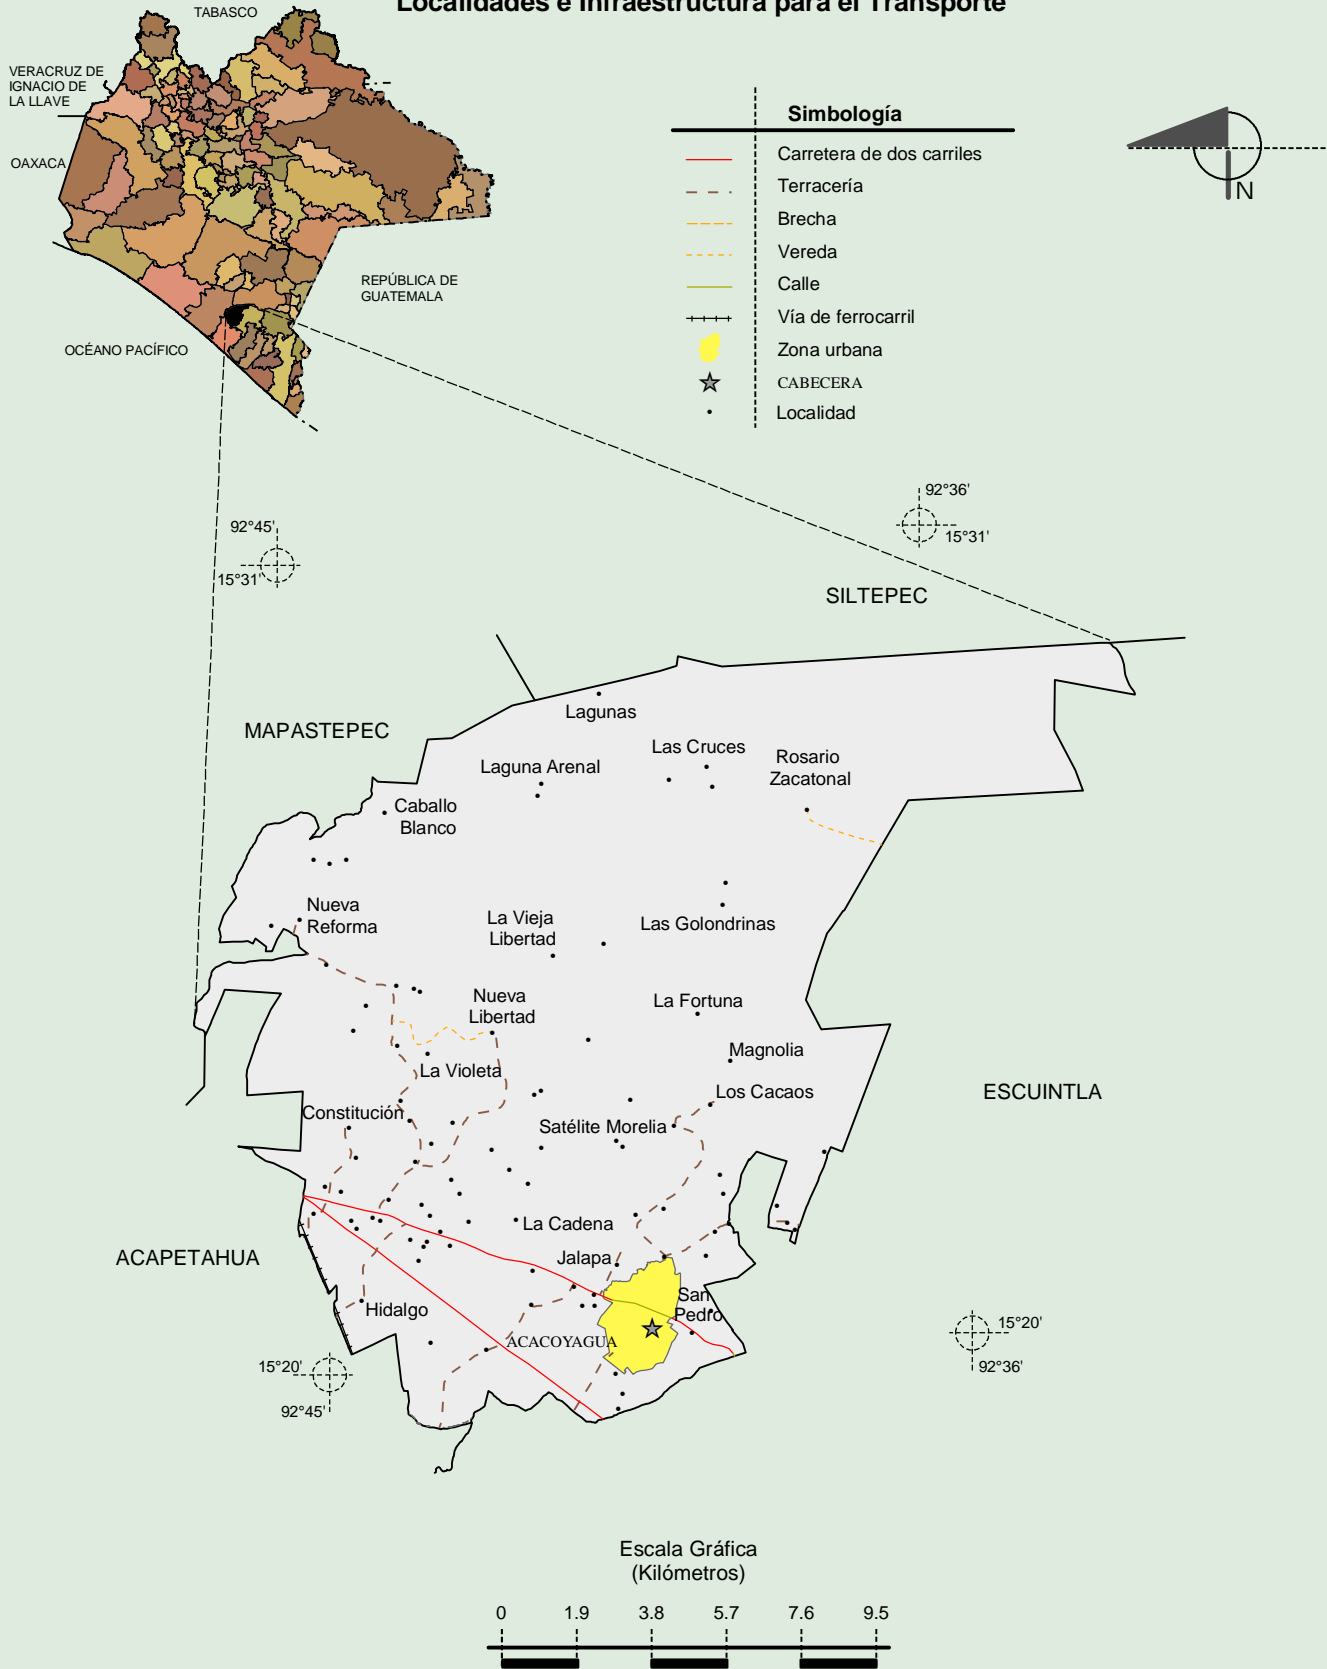 Localidades e Infraestructura para el Transporte
TABASCO
VERACRUZ DE
IGNACIO DE
LA LLAVE
OAXACA
REPÚBLICA DE
GUATEMALA
OCÉANO PACÍFICO
Simbología
Carretera de dos carriles
Terracería
Brecha
Vereda
Calle
Vía de ferrocarril
Zona urbana
CABECERA
Localidad
N
92°36'
15°31'
92°45'
15°31'
SILTEPEC
MAPASTEPEC
Lagunas
Las Cruces
Rosario
Zacatonal
Laguna Arenal
Caballo
Blanco
Nueva
Reforma
La Vieja
Libertad
Las Golondrinas
Nueva
Libertad
La Fortuna
Magnolia
La Violeta
Los Cacaos
ESCUINTLA
Constitución
Satélite Morelia
La Cadena
ACAPETAHUA
Jalapa
San
Pedro
Hidalgo
ACACOYAGUA
15°20'
92°36'
15°20'
92°45'
Escala Gráfica
(Kilómetros)
0 1.9 3.8 5.7 7.6 9.5